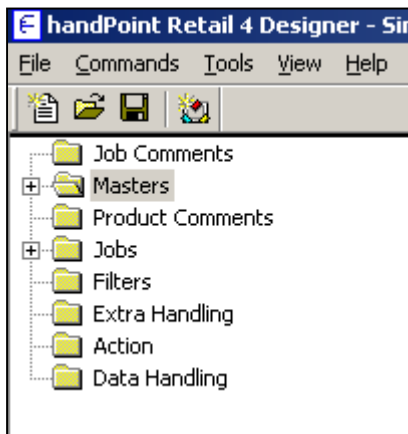 handPoint Retail 4 Designer - Sir
File Commands Tools View Help
Job Comments
Masters
Product Comments
Jobs
Filters
Extra Handling
Action
Data Handling